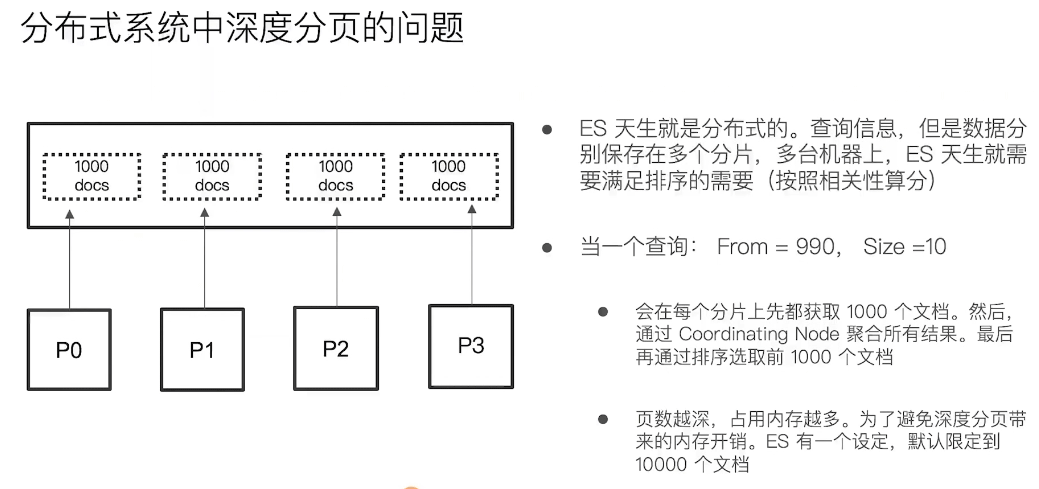 分布式系统中深度分页的问题
1000
docs
1000
docs
1000
docs
1000
docs
P0
P1
P2
P3
ES 天生就是分布式的。查询信息，但是数据分
别保存在多个分片，多台机器上，ES 天生就需
要满足排序的需要（按照相关性算分）
当一个查询： From = 990， Size =10
会在每个分片上先都获取 1000 个文档。然后，
通过 Coordinating Node 聚合所有结果。最后
再通过排序选取前 1000 个文档
页数越深，占用内存越多。为了避免深度分页带
来的内存开销。ES 有一个设定，默认限定到
10000 个文档